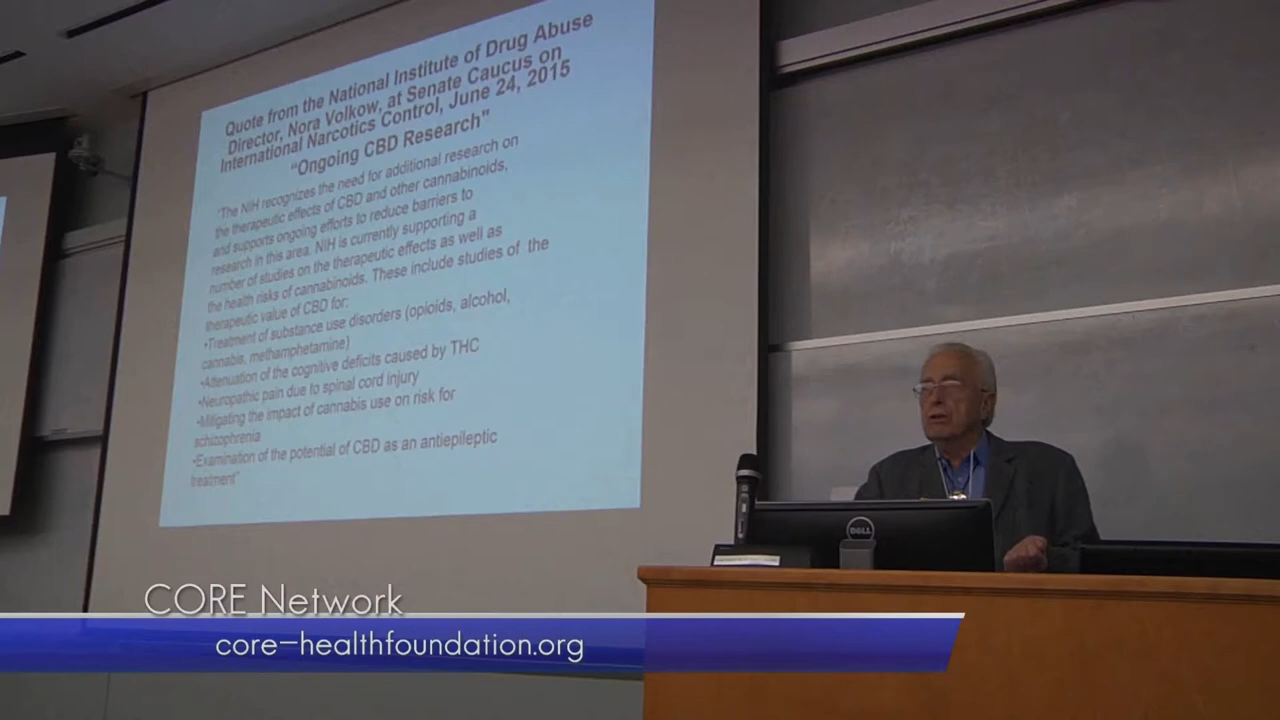 Quote from the National Institute of Drug Abuse
Director, Nora Volkow, at Senate Caucus on
International Narcotics Control, June 24, 2015
"Ongoing CBD Research"
"The NIH recognizes the need for additional research on
the therapeutic effects of CBD and other cannabinoids,
and supports ongoing efforts to reduce barriers to
research in this area. NIH is currently supporting a
number of studies on the therapeutic effects as well as
the health risks of cannabinoids. These include studies of the
therapeutic value of CBD for:
•Treatment of substance use disorders (opioids, alcohol,
cannabis, methamphetamine)
•Attenuation of the cognitive deficits caused by THC
•Neuropathic pain due to spinal cord injury
•Mitigating the impact of cannabis use on risk for
schizophrenia
•Examination of the potential of CBD as an antiepileptic
treatment"
DELL
CORE Network
core-healthfoundation.org